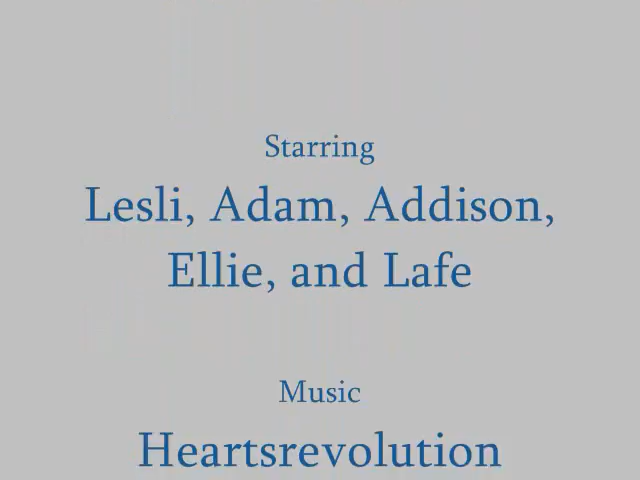 Starring
Lesli, Adam, Addison,
Ellie, and Lafe
Music
Heartsrevolution